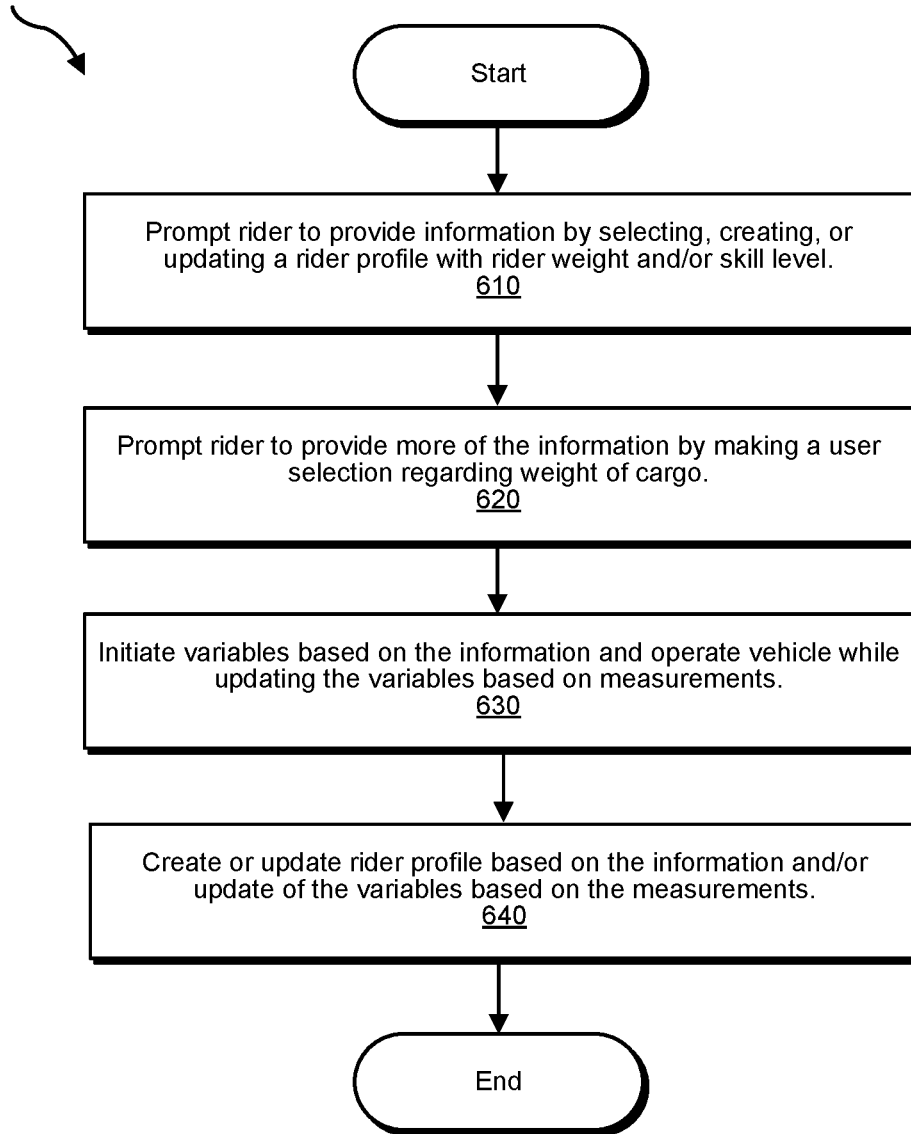 Start
Prompt rider to provide information by selecting, creating, or
updating a rider profile with rider weight and/or skill level.
610
Prompt rider to provide more of the information by making a user
selection regarding weight of cargo.
620
Initiate variables based on the information and operate vehicle while
updating the variables based on measurements.
630
Create or update rider profile based on the information and/or
update of the variables based on the measurements.
640
End